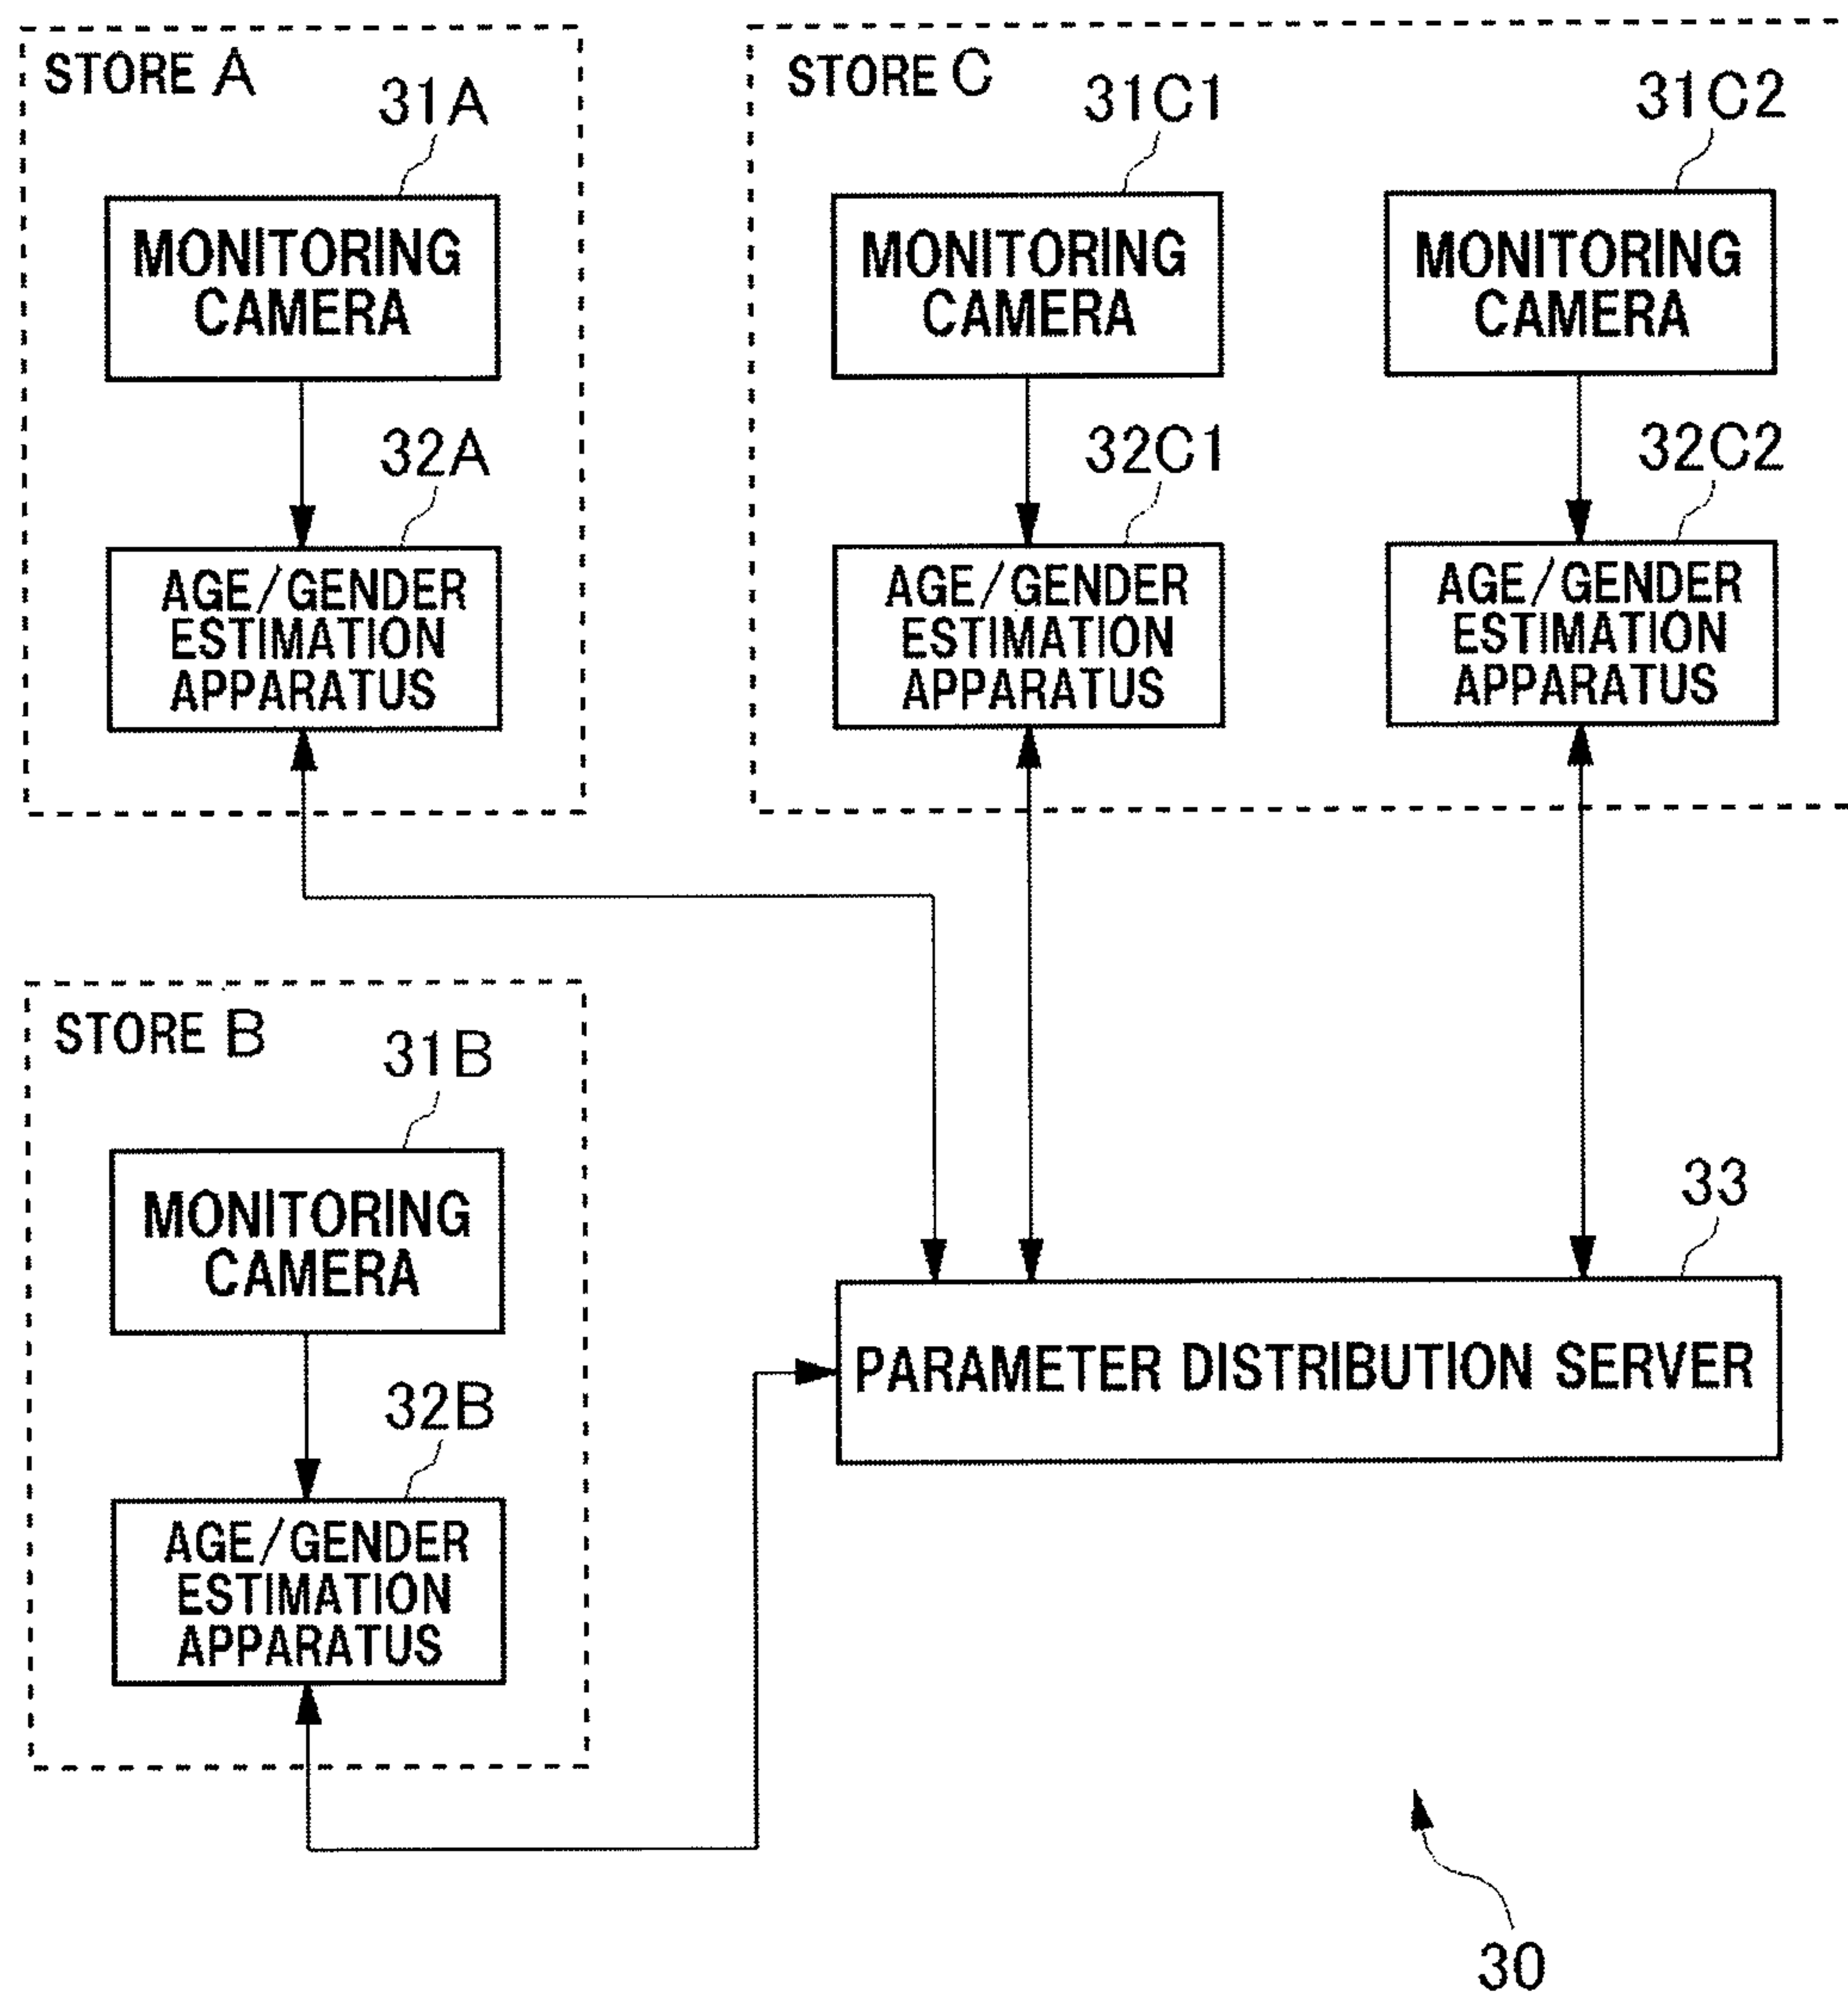 STORE A
31A
MONITORING
CAMERA
32A
AGE/GENDER
ESTIMATION
APPARATUS
STORE C
31C1
MONITORING
CAMERA
32C1
AGE/GENDER
ESTIMATION
APPARATUS
31C2
MONITORING
CAMERA
32C2
AGE/GENDER
ESTIMATION
APPARATUS
STORE B
31B
MONITORING
CAMERA
32B
AGE/GENDER
ESTIMATION
APPARATUS
33
PARAMETER DISTRIBUTION SERVER
30